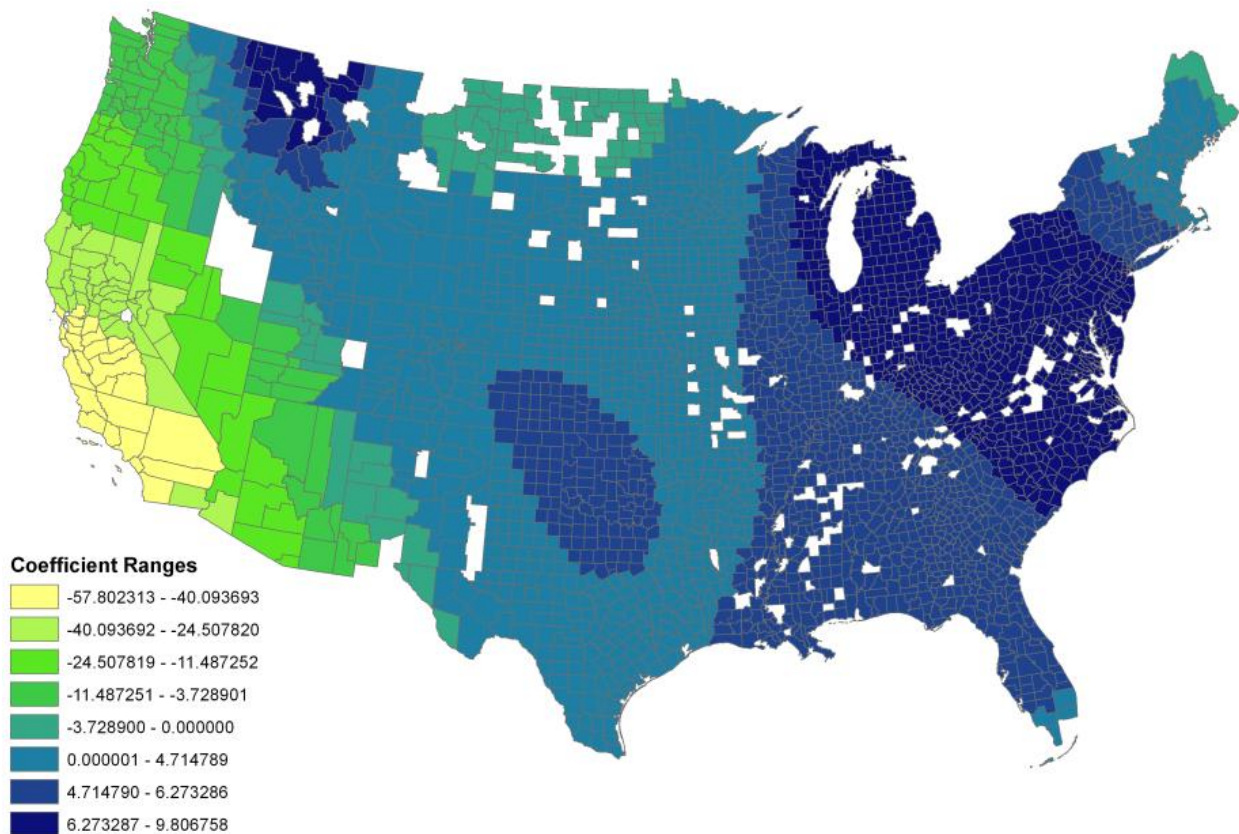 Coefficient Ranges
-57.802313 - -40.093693
-40.093692 - -24.507820
-24.507819 - -11.487252
-11.487251 - -3.728901
-3.728900 - 0.000000
0.000001 - 4.714789
4.714790 - 6.273286
6.273287 - 9.806758